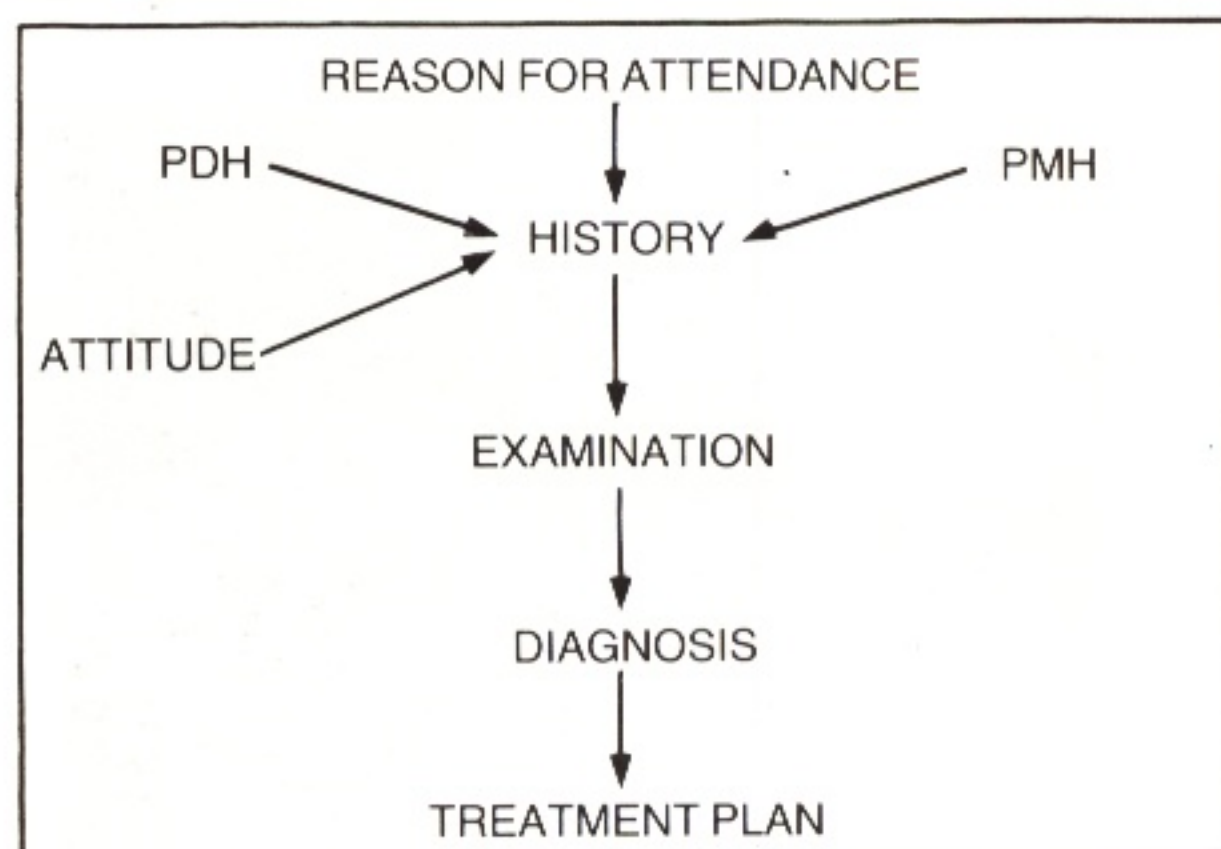 REASON FOR ATTENDANCE
PDH
PMH
HISTORY
ATTITUDE
EXAMINATION
DIAGNOSIS
TREATMENT PLAN